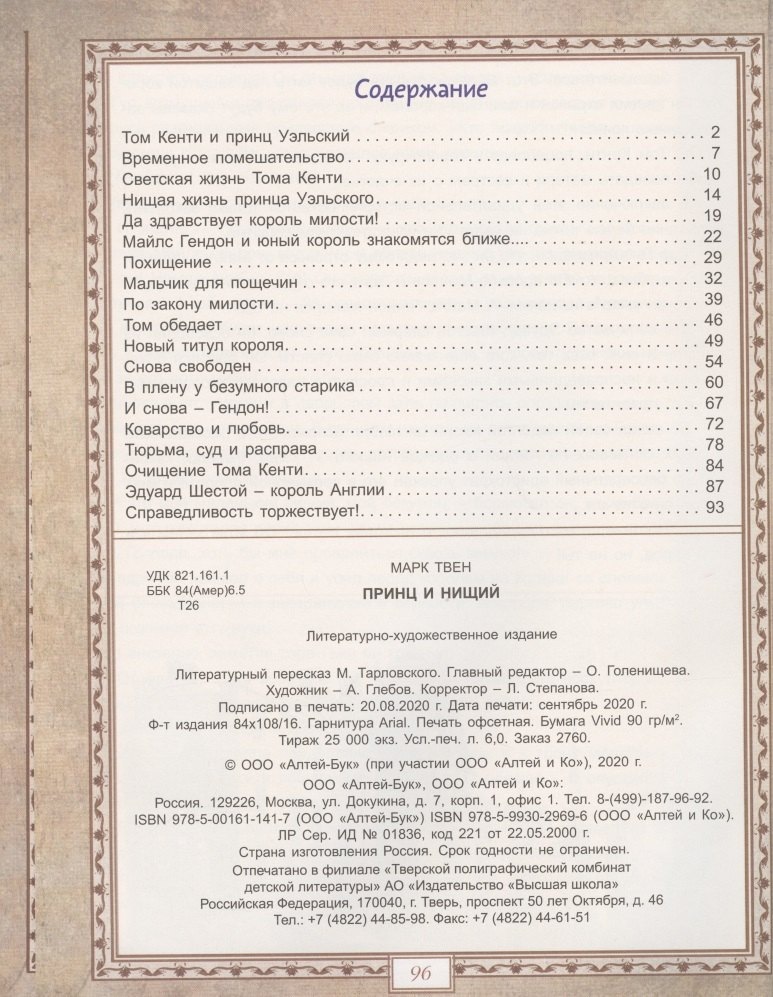 Содержание
Том Кенти и принц Уэльский . . . . . . . . . . . . . . . . . . . . . . . . . . . . . . . 2
Временное помешательство . . . . . . . . . . . . . . . . . . . . . . . . . . . . . . . 7
Светская жизнь Тома Кенти . . . . . . . . . . . . . . . . . . . . . . . . . . . . . . . 10
Нищая жизнь принца Уэльского. . . . . . . . . . . . . . . . . . . . . . . . . . . . 14
Да здравствует король милости! . . . . . . . . . . . . . . . . . . . . . . . . . . . 19
Майлс Гендон и юный король знакомятся ближе.... . . . . . . . . . . . . . 22
Похищение . . . . . . . . . . . . . . . . . . . . . . . . . . . . . . . . . . . . . . . . . . . 29
Мальчик для пощечин . . . . . . . . . . . . . . . . . . . . . . . . . . . . . . . . . . . 32
По закону милости. . . . . . . . . . . . . . . . . . . . . . . . . . . . . . . . . . . . . . 39
Том обедает . . . . . . . . . . . . . . . . . . . . . . . . . . . . . . . . . . . . . . . . . . 46
Новый титул короля. . . . . . . . . . . . . . . . . . . . . . . . . . . . . . . . . . . . . 49
Снова свободен . . . . . . . . . . . . . . . . . . . . . . . . . . . . . . . . . . . . . . . 54
В плену у безумного старика . . . . . . . . . . . . . . . . . . . . . . . . . . . . . . 60
И снова – Гендон! . . . . . . . . . . . . . . . . . . . . . . . . . . . . . . . . . . . . . . 67
Коварство и любовь. . . . . . . . . . . . . . . . . . . . . . . . . . . . . . . . . . . . . 72
Тюрьма, суд и расправа . . . . . . . . . . . . . . . . . . . . . . . . . . . . . . . . . 78
Очищение Тома Кенти. . . . . . . . . . . . . . . . . . . . . . . . . . . . . . . . . . . 84
Эдуард Шестой – король Англии . . . . . . . . . . . . . . . . . . . . . . . . . . . 87
Справедливость торжествует!. . . . . . . . . . . . . . . . . . . . . . . . . . . . . 93
УДК 821.161.1
ББК 84(Амер)6.5
Т26
МАРК ТВЕН
ПРИНЦ И НИЩИЙ
Литературно-художественное издание
Литературный пересказ М. Тарловского. Главный редактор – О. Голенищева.
Художник – А. Глебов. Корректор – Л. Степанова.
Подписано в печать: 20.08.2020 г. Дата печати: сентябрь 2020 г.
Ф-т издания 84x108/16. Гарнитура Arial. Печать офсетная. Бумага Vivid 90 гр/м².
Тираж 25 000 экз. Усл.-печ. л. 6,0. Заказ 2760.
© ООО «Алтей-Бук» (при участии ООО «Алтей и Ко»), 2020 г.
ООО «Алтей-Бук», ООО «Алтей и Ко»:
Россия. 129226, Москва, ул. Докукина, д. 7, корп. 1, офис 1. Тел. 8-(499)-187-96-92.
ISBN 978-5-00161-141-7 (ООО «Алтей-Бук») ISBN 978-5-9930-2969-6 (ООО «Алтей и Ко»).
ЛР Сер. ИД № 01836, код 221 от 22.05.2000 г.
Страна изготовления Россия. Срок годности не ограничен.
Отпечатано в филиале «Тверской полиграфический комбинат
детской литературы» АО «Издательство «Высшая школа»
Российская Федерация, 170040, г. Тверь, проспект 50 лет Октября, д. 46
Тел.: +7 (4822) 44-85-98. Факс: +7 (4822) 44-61-51
96